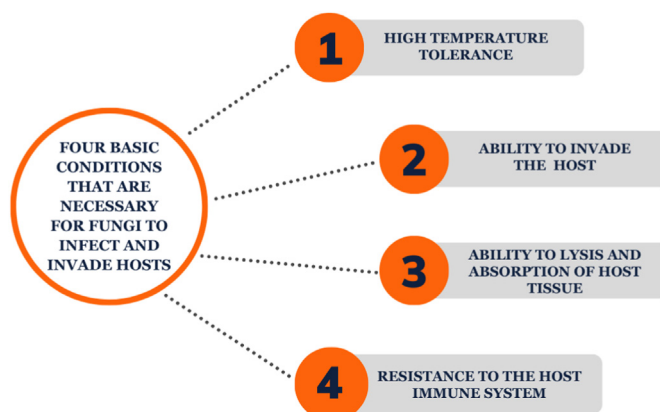 FOUR BASIC
CONDITIONS
THAT ARE
NECESSARY
FOR FUNGI TO
INFECT AND
INVADE HOSTS
1
HIGH TEMPERATURE
TOLERANCE
2
ABILITY TO INVADE
THE HOST
3
ABILITY TO LYSIS AND
ABSORPTION OF HOST
TISSUE
4
RESISTANCE TO THE HOST
IMMUNE SYSTEM